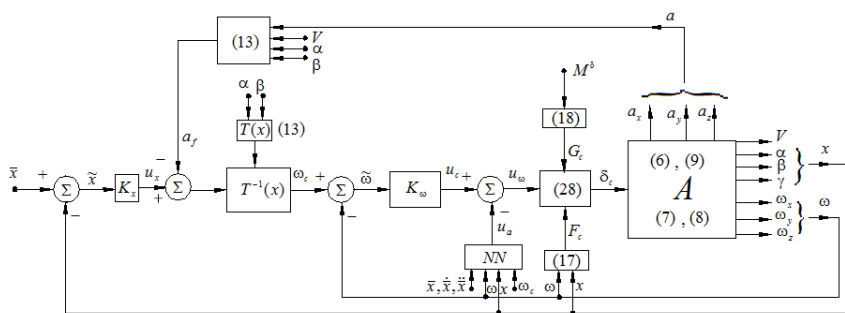 a
(13)
V
α
β
M^δ
α β
a_x a_y a_z
T(x) (13)
(18)
a_f
G_c
V
α
β
γ
x
(6) , (9)
A
(7) , (8)
x̄ + Σ x̃ K_x u_x − + Σ T⁻¹(x) ω_c + Σ ω̃ K_ω u_c + Σ u_ω (28) δ_c
−
−
−
ω_x
ω_y
ω_z
ω
u_a
F_c
NN
(17)
x̄, ẋ̄, ẍ̄ ω x ω_c ω x